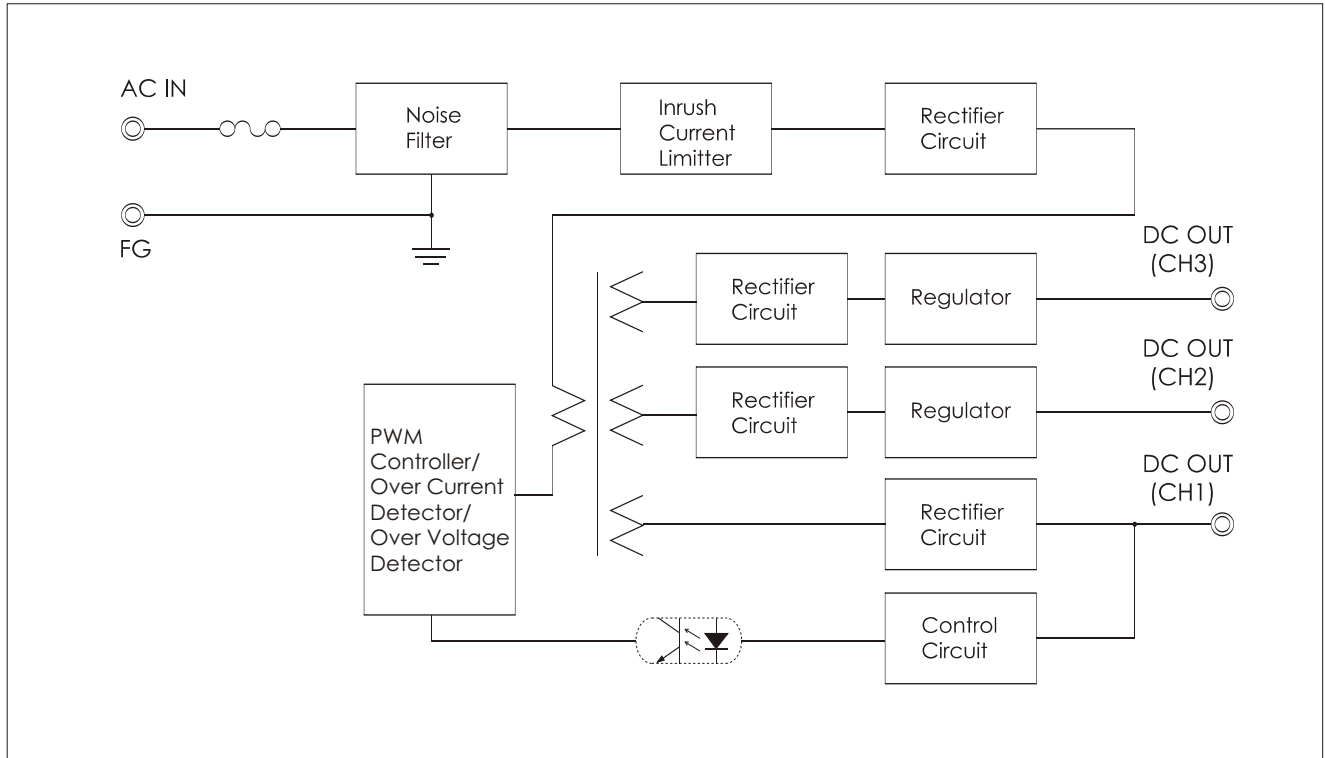 AC IN
Noise
Filter
Inrush
Current
Limitter
Rectifier
Circuit
FG
DC OUT
(CH3)
Rectifier
Circuit
Regulator
DC OUT
(CH2)
Rectifier
Circuit
Regulator
PWM
Controller/
Over Current
Detector/
Over Voltage
Detector
DC OUT
(CH1)
Rectifier
Circuit
Control
Circuit